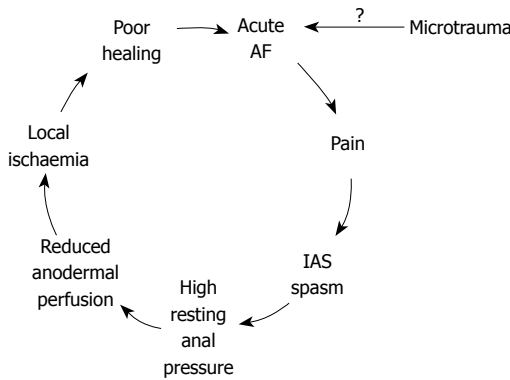 Poor
healing
Acute
AF
?
Microtrauma
Pain
IAS
spasm
High
resting
anal
pressure
Reduced
anodermal
perfusion
Local
ischaemia